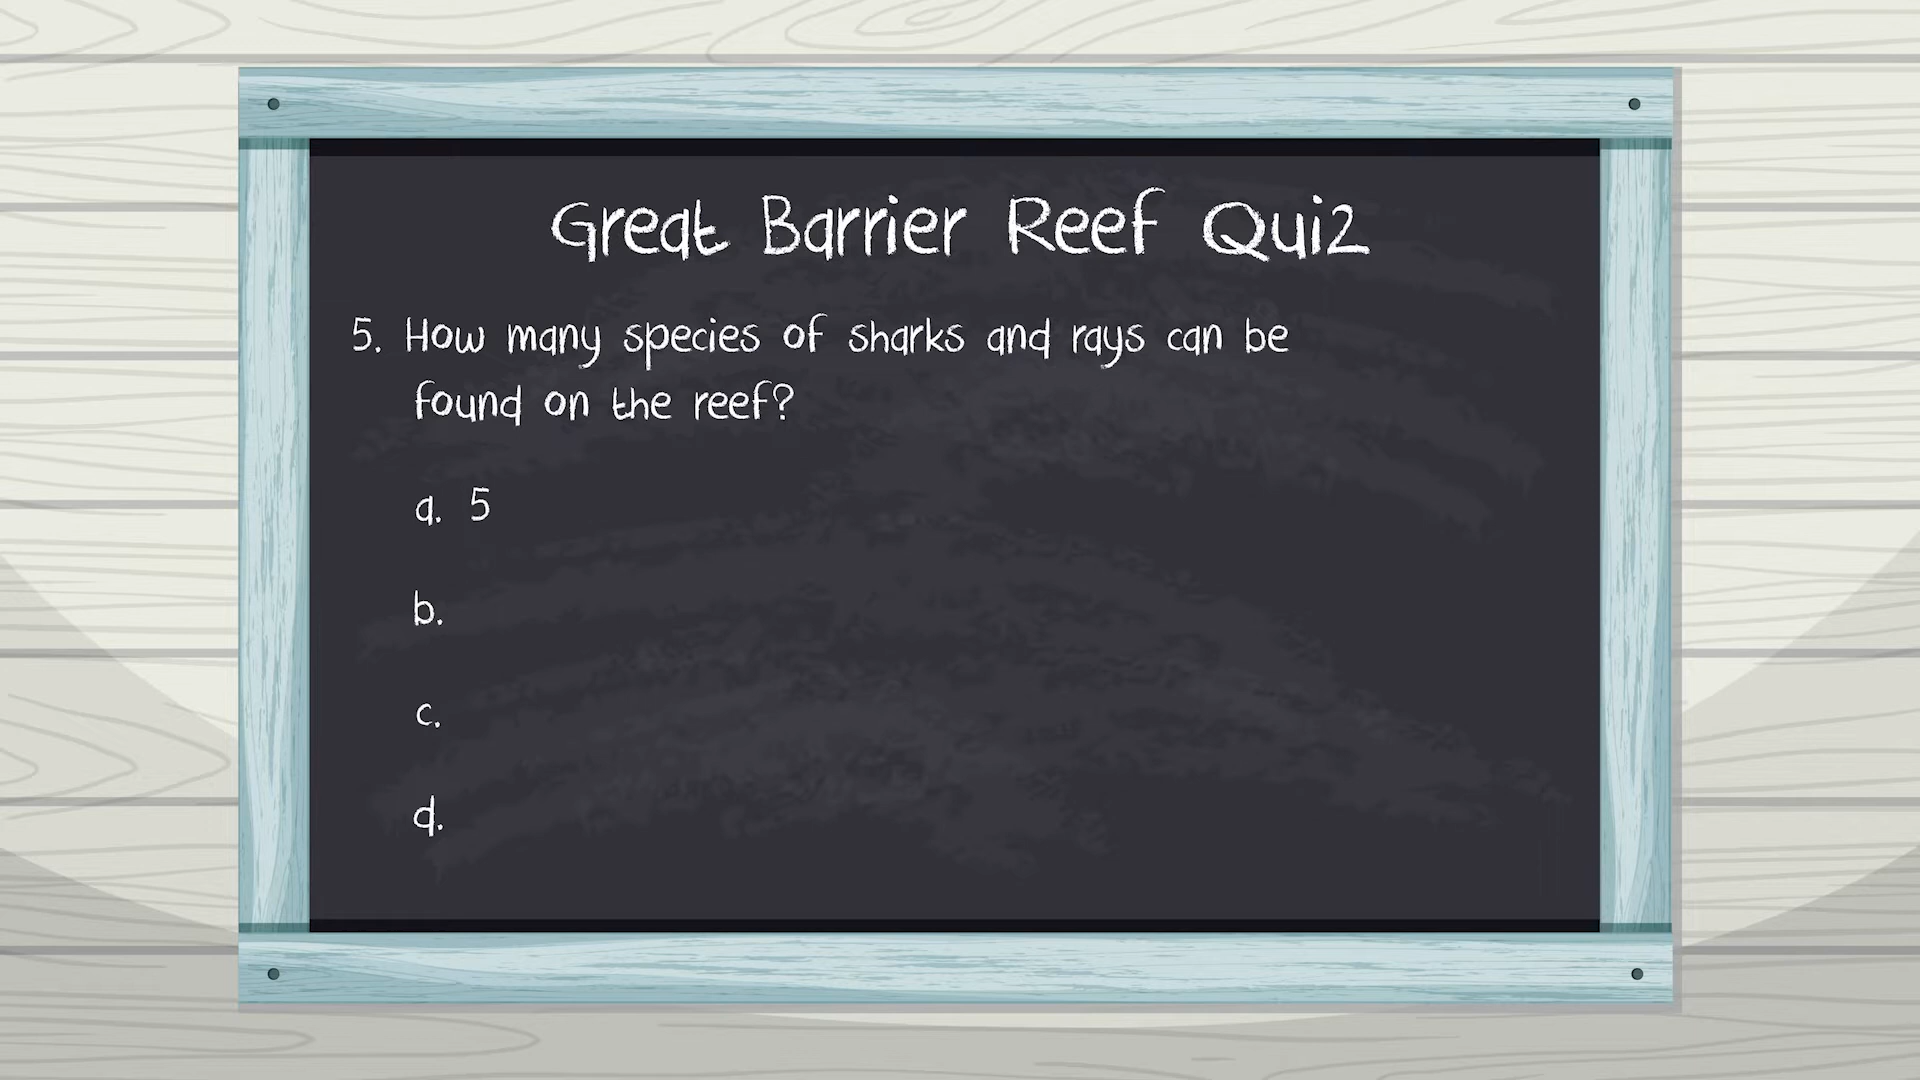 Great Barrier Reef Quiz
5. How many species of sharks and rays can be
found on the reef?
a. 5
b.
c.
d.